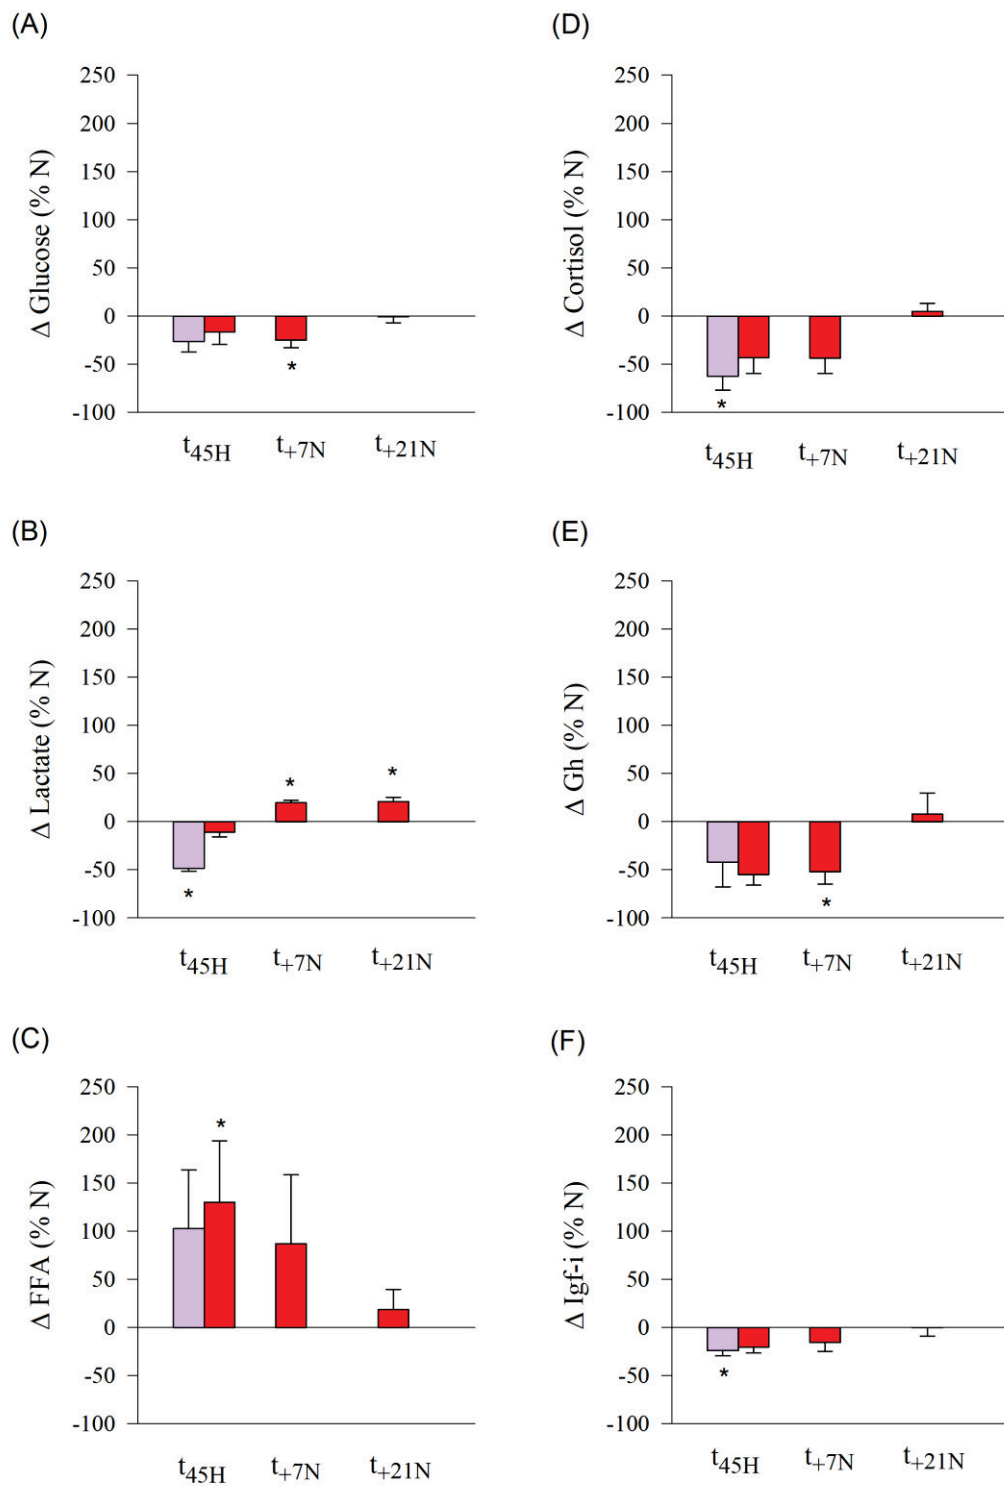 (A)
Δ Glucose (% N)
250
200
150
100
50
0
-50
-100
*
t45H
t+7N
t+21N
(B)
Δ Lactate (% N)
250
200
150
100
50
0
-50
-100
*
*
*
t45H
t+7N
t+21N
(C)
Δ FFA (% N)
250
200
150
100
50
0
-50
-100
*
t45H
t+7N
t+21N
(D)
Δ Cortisol (% N)
250
200
150
100
50
0
-50
-100
*
t45H
t+7N
t+21N
(E)
Δ Gh (% N)
250
200
150
100
50
0
-50
-100
*
t45H
t+7N
t+21N
(F)
Δ Igf-i (% N)
250
200
150
100
50
0
-50
-100
*
t45H
t+7N
t+21N